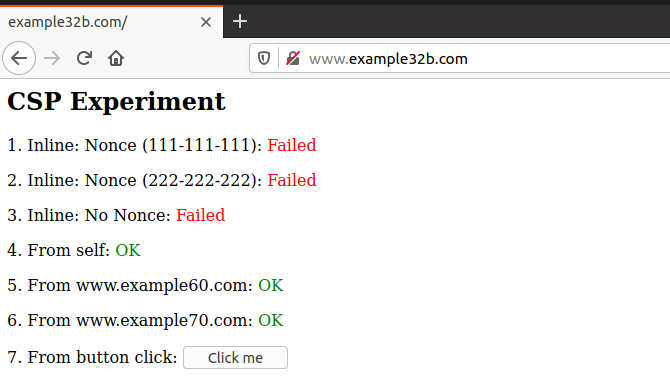 example32b.com/
www.example32b.com
CSP Experiment
1. Inline: Nonce (111-111-111): Failed
2. Inline: Nonce (222-222-222): Failed
3. Inline: No Nonce: Failed
4. From self: OK
5. From www.example60.com: OK
6. From www.example70.com: OK
7. From button click: Click me